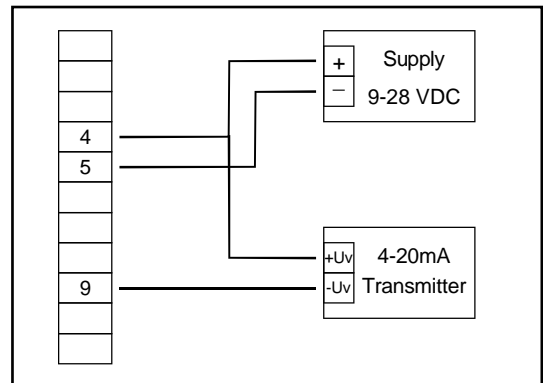 4
5
9
+ Supply
− 9-28 VDC
+Uv 4-20mA
-Uv Transmitter